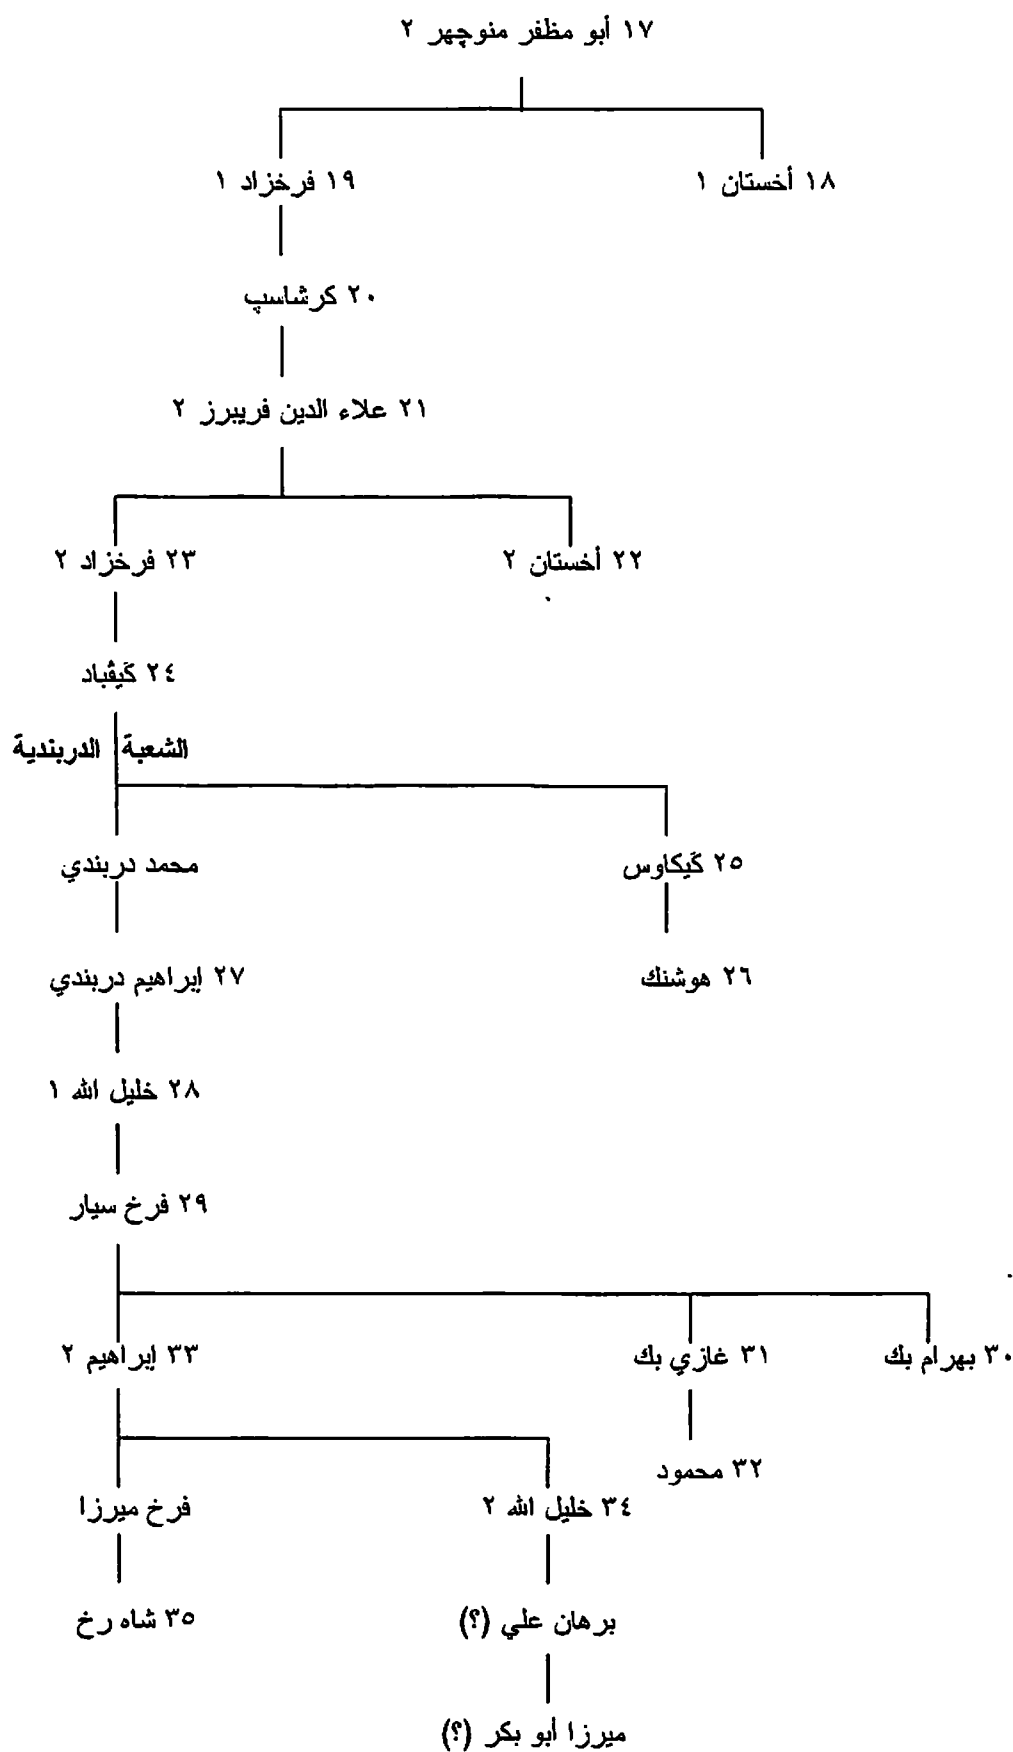 ١٧ أبو مظفر منوچهر ٢
١٨ أخستان ١
١٩ فرخزاد ١
٢٠ كرشاسپ
٢١ علاء الدين فريبرز ٢
٢٢ أخستان ٢
٢٣ فرخزاد ٢
٢٤ كَيقباد
الشعبة الدربندية
٢٥ كَيكاوس
محمد دربندي
٢٦ هوشنك
٢٧ إبراهيم دربندي
٢٨ خليل الله ١
٢٩ فرخ سيار
٣٠ بهرام بك
٣١ غازي بك
٣٣ إبراهيم ٢
٣٢ محمود
٣٤ خليل الله ٢
فرخ ميرزا
برهان علي (؟)
٣٥ شاه رخ
ميرزا أبو بكر (؟)